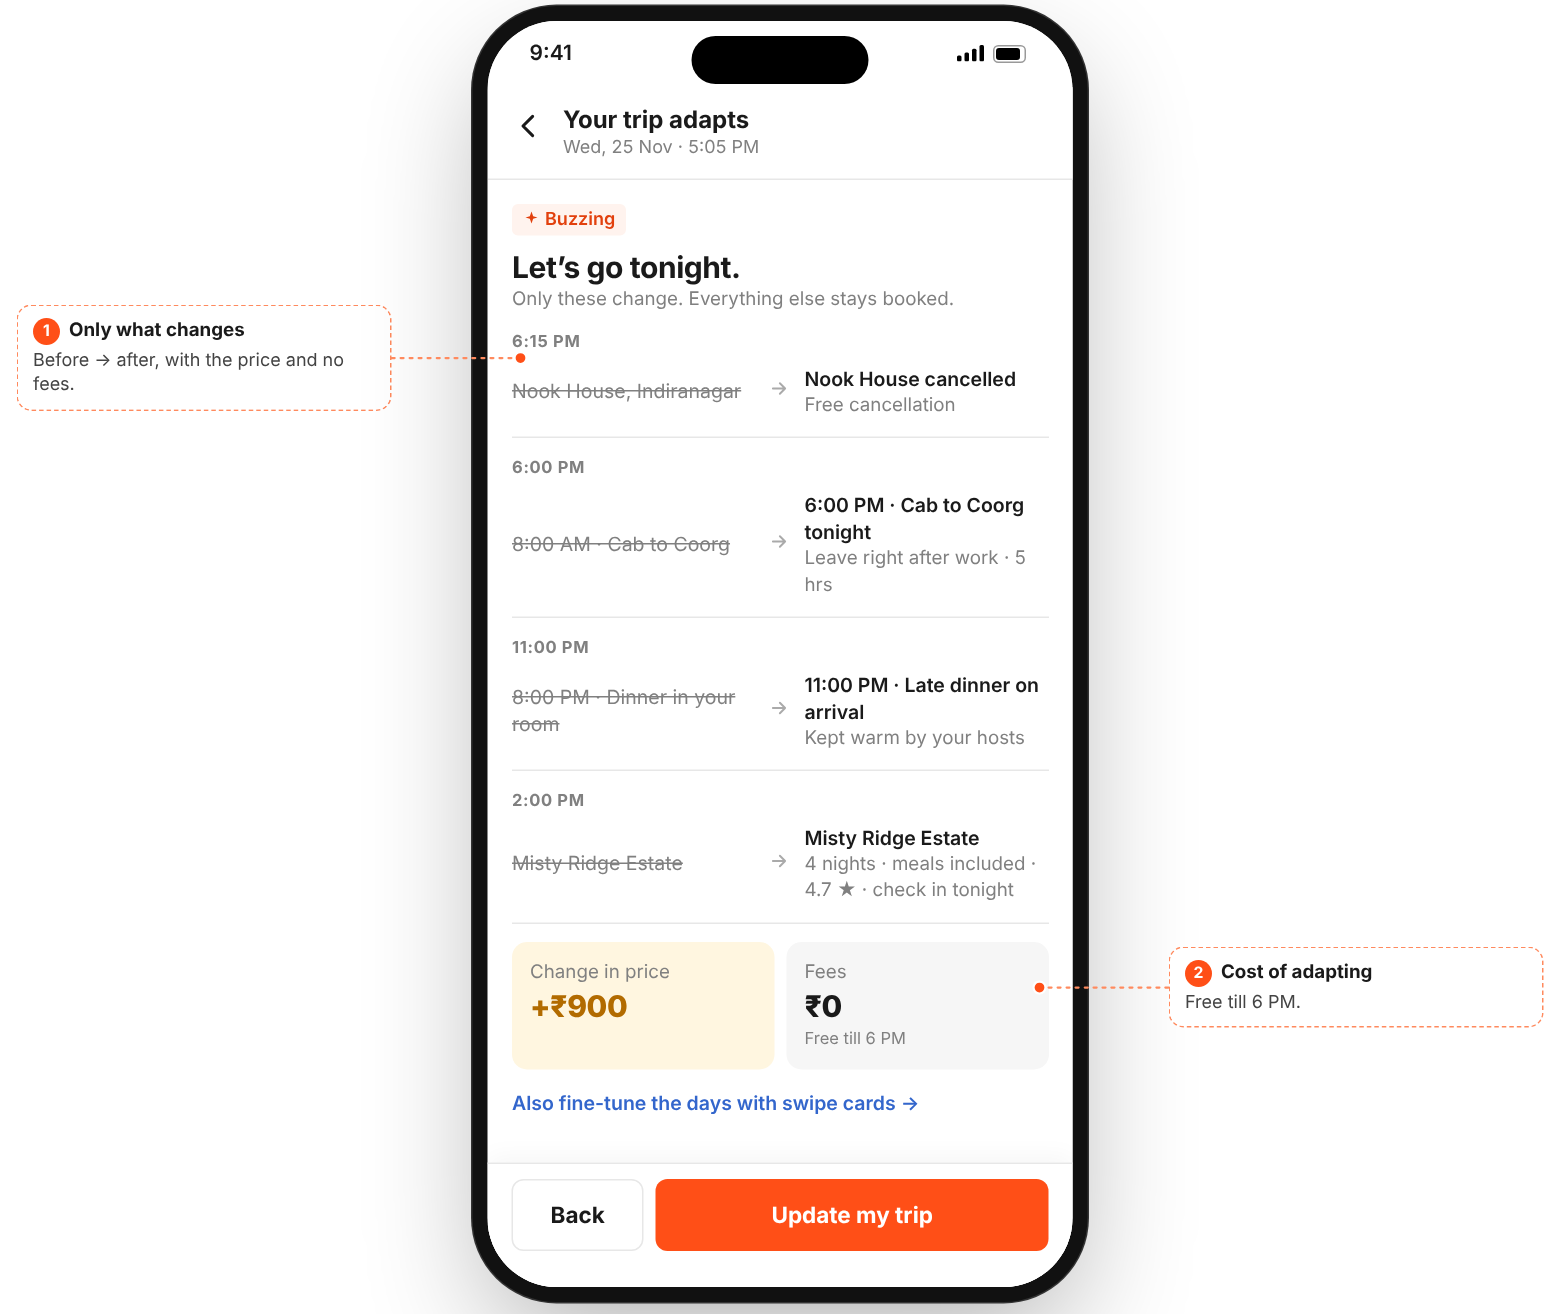 9:41
Your trip adapts
Wed, 25 Nov · 5:05 PM
✦ Buzzing
Let’s go tonight.
Only these change. Everything else stays booked.
1 Only what changes
Before → after, with the price and no
fees.
6:15 PM
Nook House, Indiranagar → Nook House cancelled
Free cancellation
6:00 PM
8:00 AM · Cab to Coorg → 6:00 PM · Cab to Coorg
tonight
Leave right after work · 5
hrs
11:00 PM
8:00 PM · Dinner in your
room
→
11:00 PM · Late dinner on
arrival
Kept warm by your hosts
2:00 PM
Misty Ridge Estate → Misty Ridge Estate
4 nights · meals included ·
4.7 ★ · check in tonight
Change in price
+₹900
Fees
₹0
Free till 6 PM
2 Cost of adapting
Free till 6 PM.
Also fine-tune the days with swipe cards →
Back
Update my trip